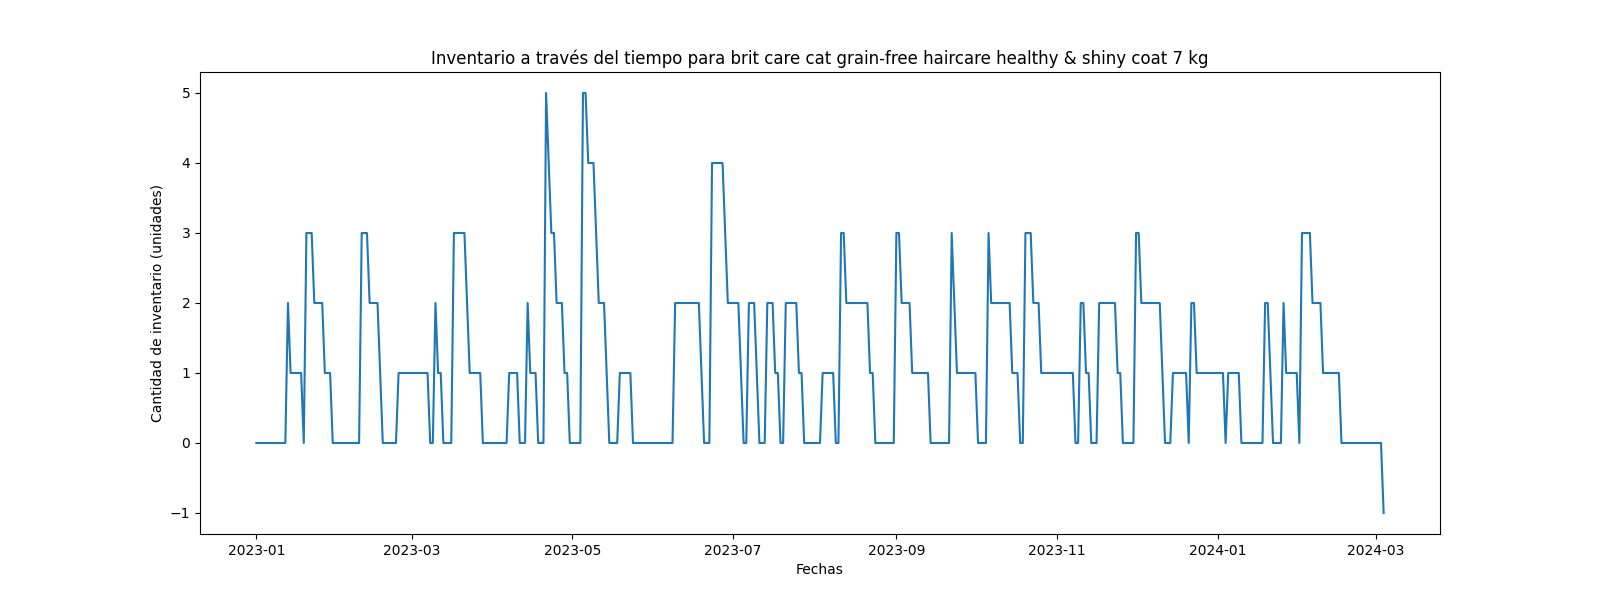 Inventario a través del tiempo para brit care cat grain-free haircare healthy & shiny coat 7 kg
Cantidad de inventario (unidades)
5
4
3
2
1
0
−1
2023-01 2023-03 2023-05 2023-07 2023-09 2023-11 2024-01 2024-03
Fechas